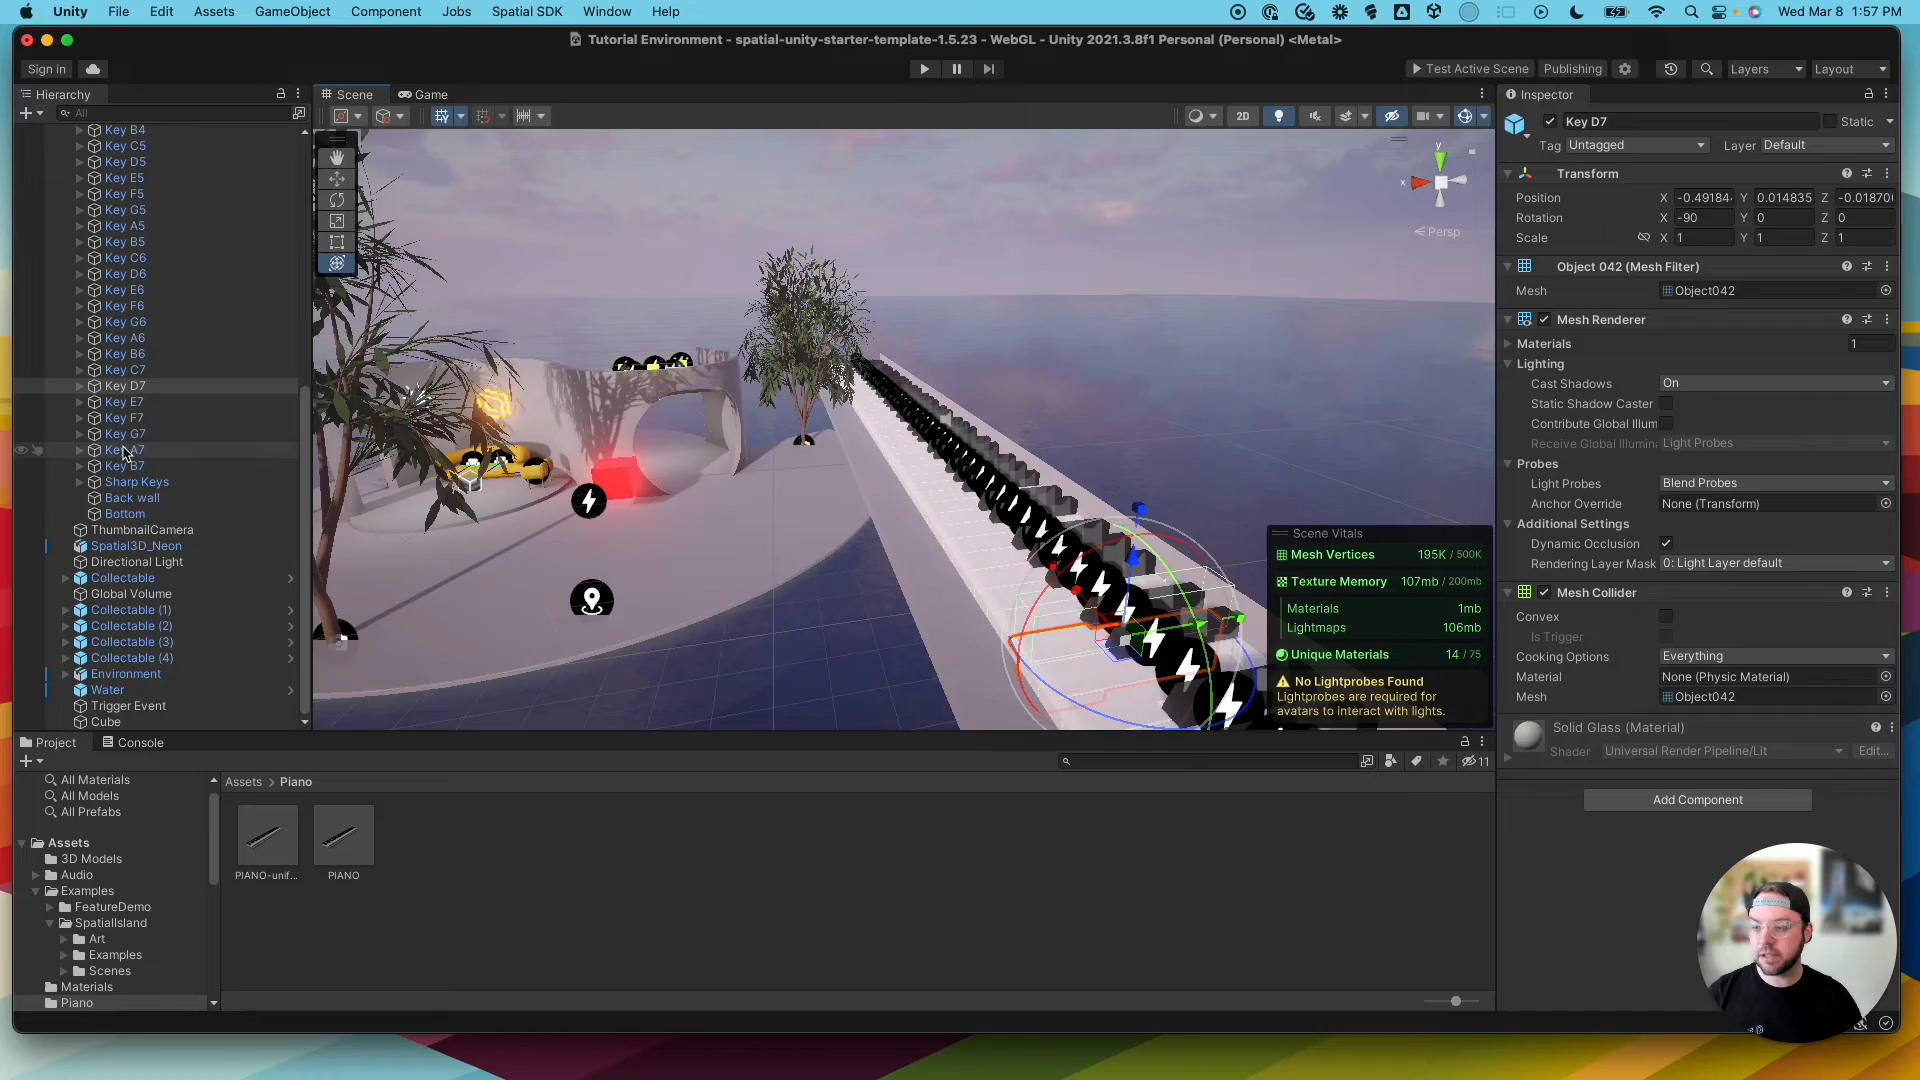 Unity File Edit Assets GameObject Component Jobs Spatial SDK Window Help Wed Mar 8 1:57 PM
Tutorial Environment - spatial-unity-starter-template-1.5.23 - WebGL - Unity 2021.3.8f1 Personal (Personal) <Metal>
Sign in Test Active Scene Publishing Layers Layout
Hierarchy
All
Key B4
Key C5
Key D5
Key E5
Key F5
Key G5
Key A5
Key B5
Key C6
Key D6
Key E6
Key F6
Key G6
Key A6
Key B6
Key C7
Key D7
Key E7
Key F7
Key G7
Key A7
Key B7
Sharp Keys
Back wall
Bottom
ThumbnailCamera
Spatial3D_Neon
Directional Light
Collectable
Global Volume
Collectable (1)
Collectable (2)
Collectable (3)
Collectable (4)
Environment
Water
Trigger Event
Cube
Scene Game
2D
y
x
Persp
Scene Vitals
Mesh Vertices 195K / 500K
Texture Memory 107mb / 200mb
Materials 1mb
Lightmaps 106mb
Unique Materials 14 / 75
No Lightprobes Found
Lightprobes are required for
avatars to interact with lights.
Inspector
Key D7 Static
Tag Untagged Layer Default
Transform
Position X -0.49184 Y 0.014835 Z -0.01870
Rotation X -90 Y 0 Z 0
Scale X 1 Y 1 Z 1
Object 042 (Mesh Filter)
Mesh Object042
Mesh Renderer
Materials 1
Lighting
Cast Shadows On
Static Shadow Caster
Contribute Global Illum
Receive Global Illumin Light Probes
Probes
Light Probes Blend Probes
Anchor Override None (Transform)
Additional Settings
Dynamic Occlusion
Rendering Layer Mask 0: Light Layer default
Mesh Collider
Convex
Is Trigger
Cooking Options Everything
Material None (Physic Material)
Mesh Object042
Solid Glass (Material)
Shader Universal Render Pipeline/Lit Edit...
Add Component
Project Console
11
All Materials
All Models
All Prefabs
Assets
3D Models
Audio
Examples
FeatureDemo
SpatialIsland
Art
Examples
Scenes
Materials
Piano
Assets > Piano
PIANO-unif... PIANO